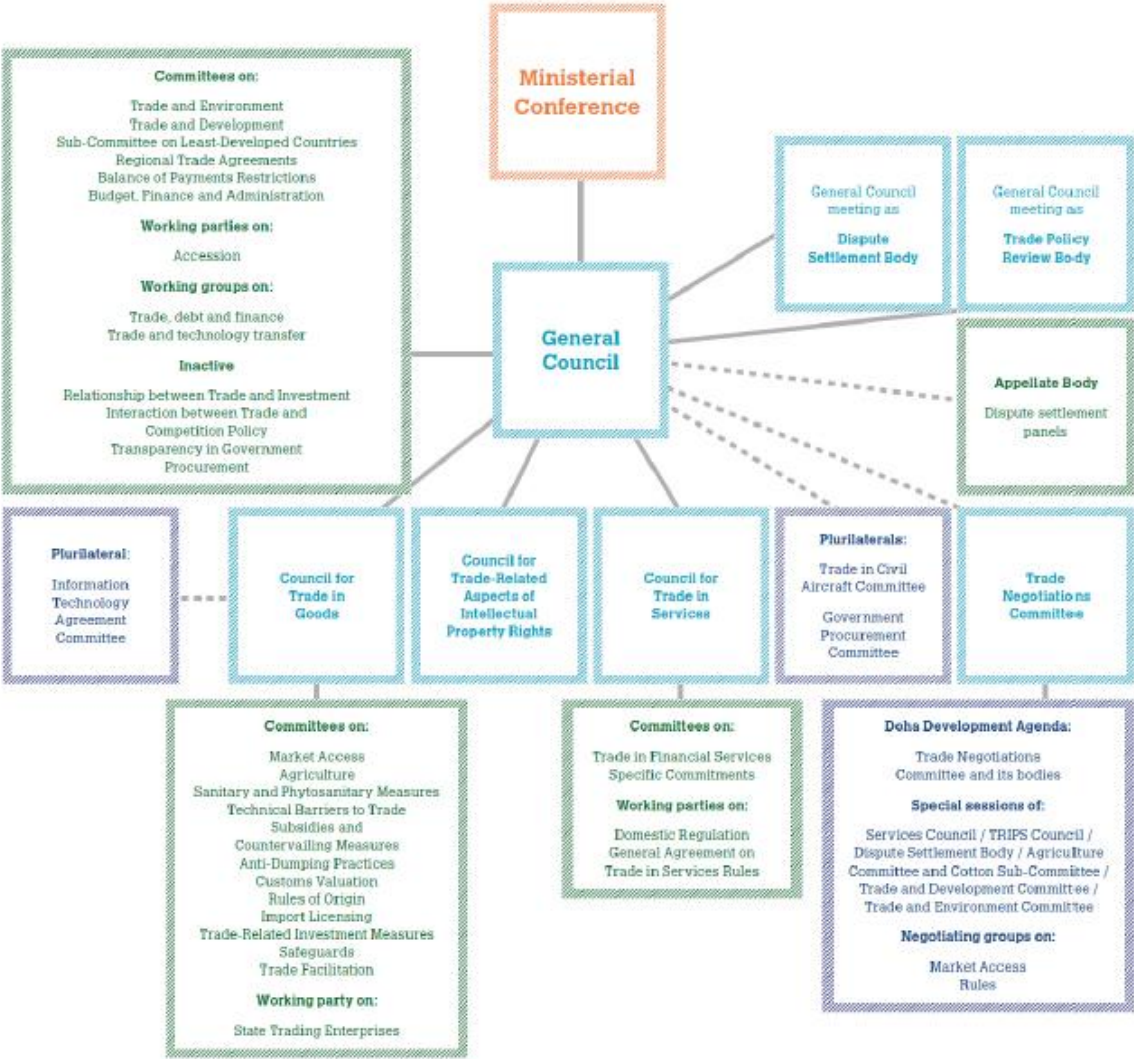 Ministerial
Conference
Committees on:
Trade and Environment
Trade and Development
Sub-Committee on Least-Developed Countries
Regional Trade Agreements
Balance of Payments Restrictions
Budget, Finance and Administration
Working parties on:
Accession
Working groups on:
Trade, debt and finance
Trade and technology transfer
Inactive
Relationship between Trade and Investment
Interaction between Trade and
Competition Policy
Transparency in Government
Procurement
General Council
meeting as
Dispute
Settlement Body
General Council
meeting as
Trade Policy
Review Body
General
Council
Appellate Body
Dispute settlement
panels
Plurilateral:
Information
Technology
Agreement
Committee
Council for
Trade in
Goods
Council for
Trade-Related
Aspects of
Intellectual
Property Rights
Council for
Trade in
Services
Plurilaterals:
Trade in Civil
Aircraft Committee
Government
Procurement
Committee
Trade
Negotiations
Committee
Committees on:
Market Access
Agriculture
Sanitary and Phytosanitary Measures
Technical Barriers to Trade
Subsidies and
Countervailing Measures
Anti-Dumping Practices
Customs Valuation
Rules of Origin
Import Licensing
Trade-Related Investment Measures
Safeguards
Trade Facilitation
Working party on:
State Trading Enterprises
Committees on:
Trade in Financial Services
Specific Commitments
Working parties on:
Domestic Regulation
General Agreement on
Trade in Services Rules
Doha Development Agenda:
Trade Negotiations
Committee and its bodies
Special sessions of:
Services Council / TRIPS Council /
Dispute Settlement Body / Agriculture
Committee and Cotton Sub-Committee /
Trade and Development Committee /
Trade and Environment Committee
Negotiating groups on:
Market Access
Rules